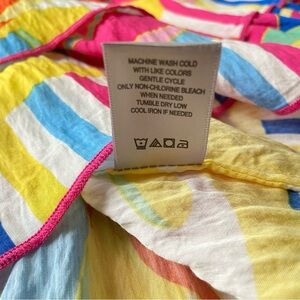 MACHINE WASH COLD
WITH LIKE COLORS
GENTLE CYCLE
ONLY NON-CHLORINE BLEACH
WHEN NEEDED
TUMBLE DRY LOW
COOL IRON IF NEEDED